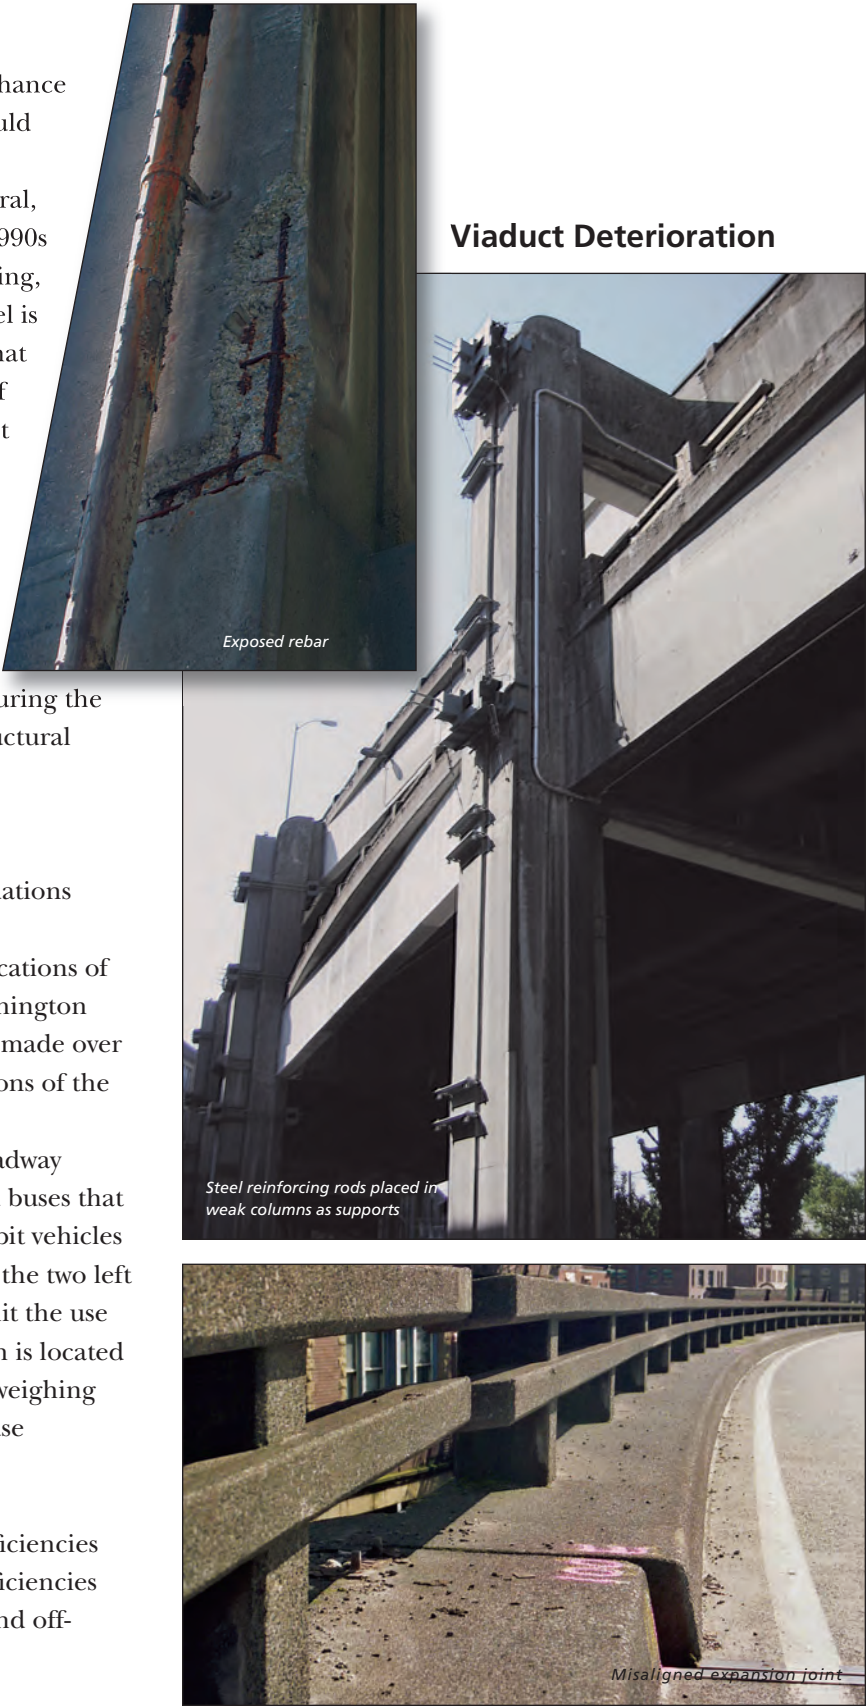 hance
uld
ral,
990s
ing,
el is
hat
f
t
uring the
uctural
ations
cations of
hington
made over
ons of the
adway
buses that
bit vehicles
the two left
it the use
n is located
weighing
se
ficiencies
ficiencies
nd off-
Viaduct Deterioration
Exposed rebar
Steel reinforcing rods placed in
weak columns as supports
Misaligned expansion joint